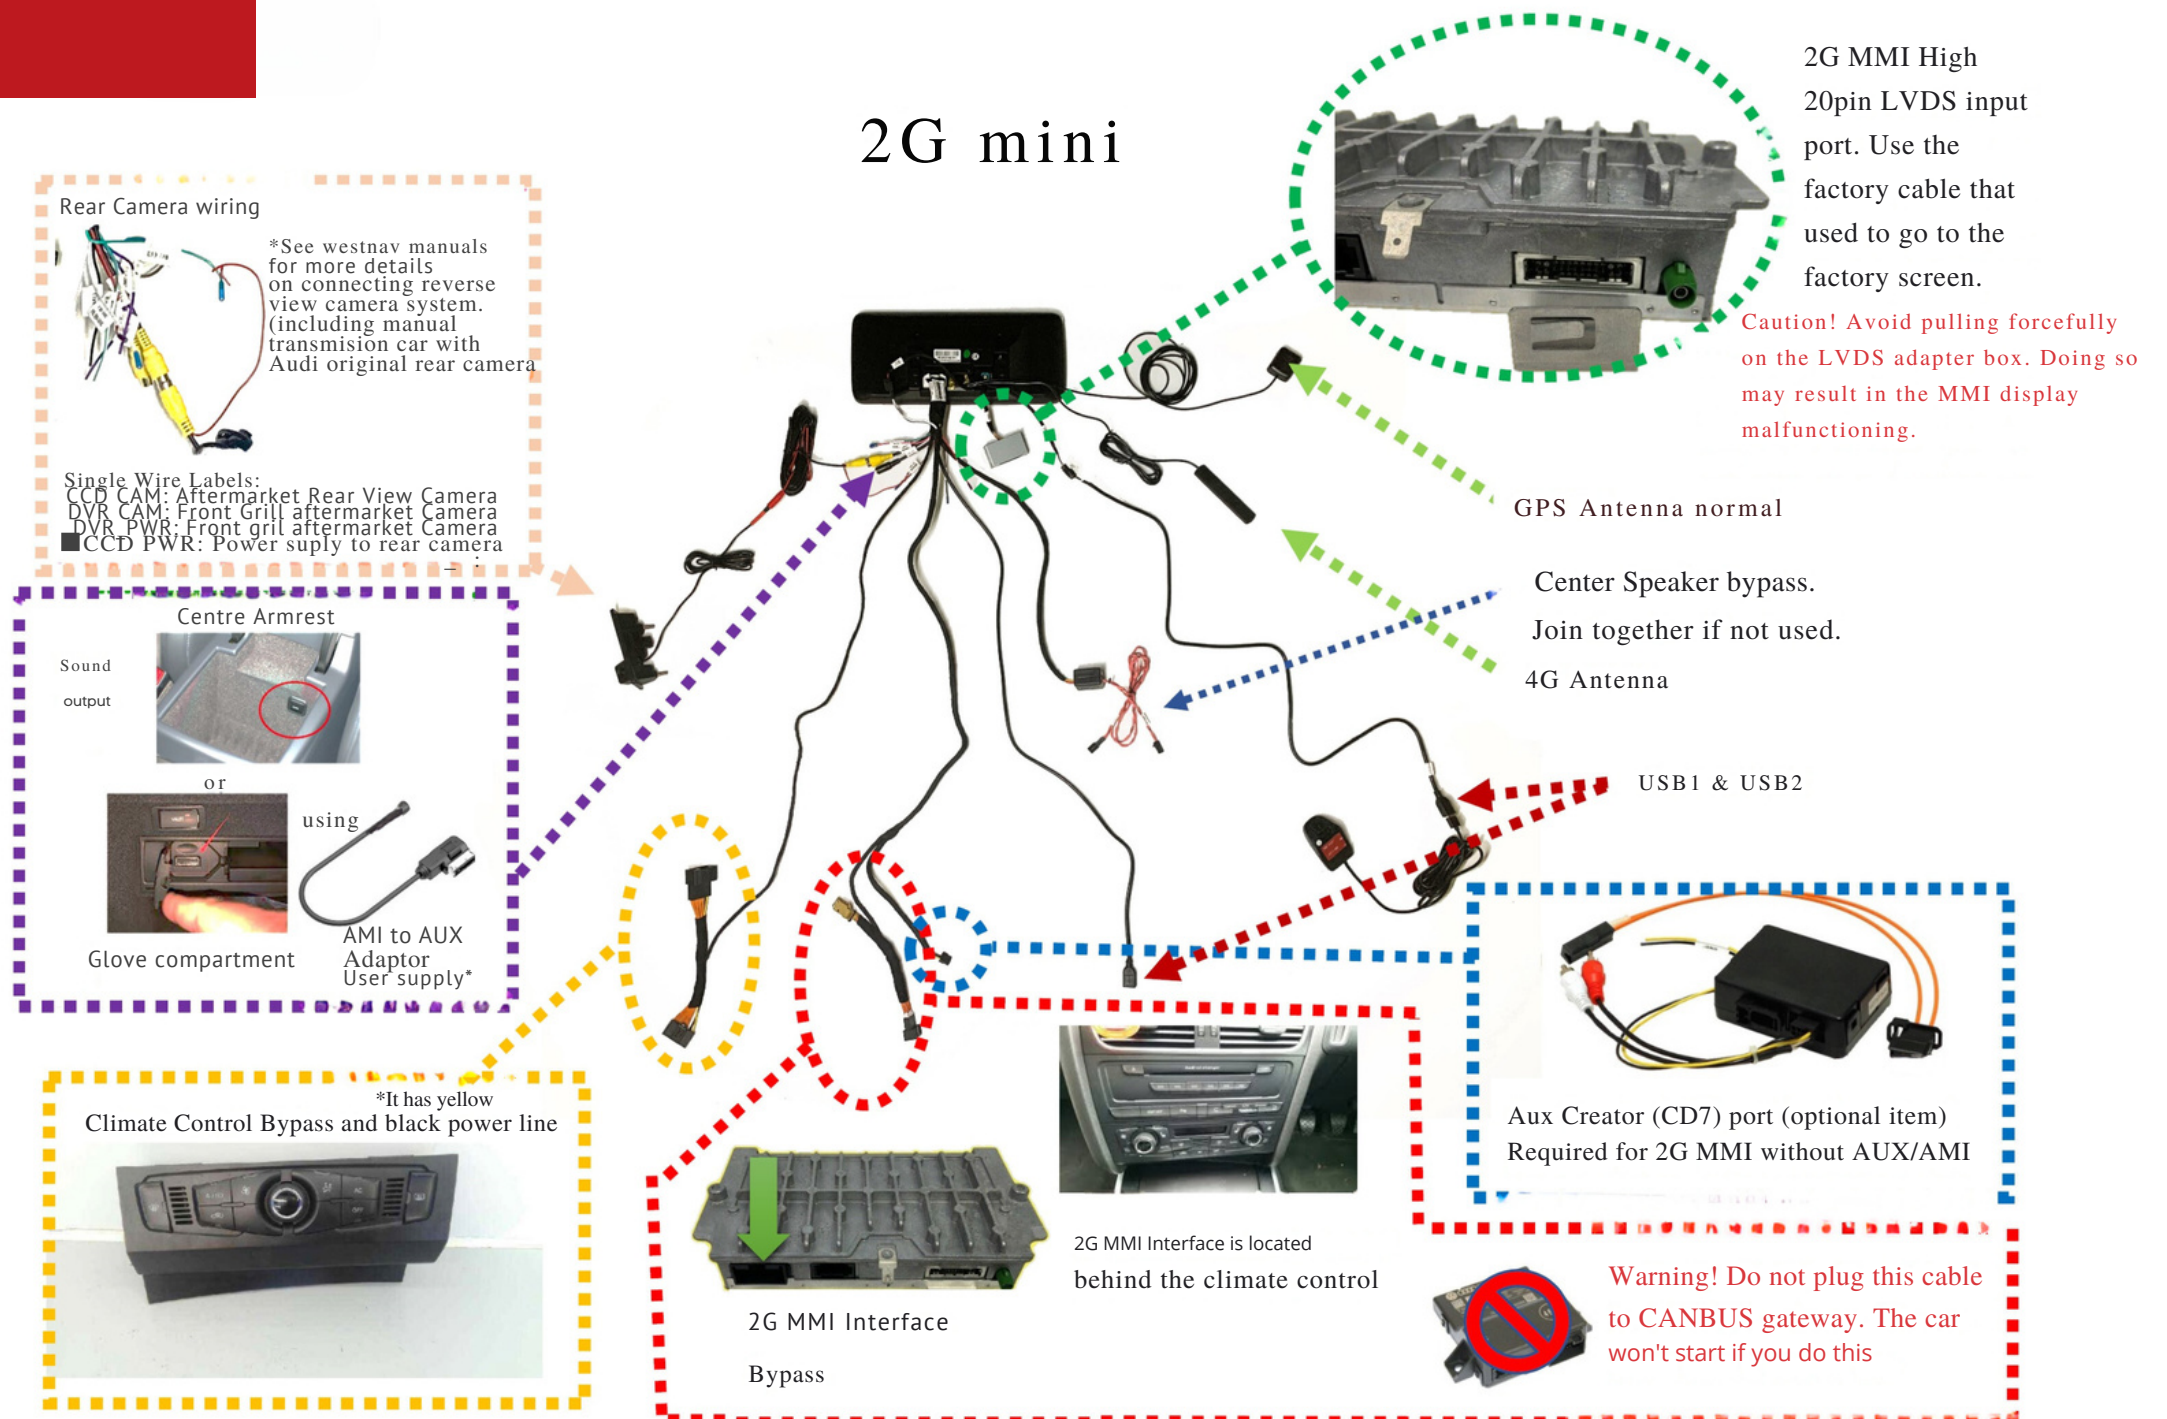 2G mini
2G MMI High
20pin LVDS input
port. Use the
factory cable that
used to go to the
factory screen.
Caution! Avoid pulling forcefully
on the LVDS adapter box. Doing so
may result in the MMI display
malfunctioning.
Rear Camera wiring
*See westnav manuals
for more details
on connecting reverse
view camera system.
(including manual
transmision car with
Audi original rear camera
Single Wire Labels:
CCD CAM: Aftermarket Rear View Camera
DVR CAM: Front Grill aftermarket Camera
DVR PWR: Front gril aftermarket Camera
CCD PWR: Power suply to rear camera
GPS Antenna normal
Center Speaker bypass.
Join together if not used.
4G Antenna
USB1 & USB2
Centre Armrest
Sound
output
or
using
AMI to AUX
Adaptor
User supply*
Glove compartment
*It has yellow
Climate Control Bypass and black power line
Aux Creator (CD7) port (optional item)
Required for 2G MMI without AUX/AMI
2G MMI Interface is located
behind the climate control
2G MMI Interface
Bypass
Warning! Do not plug this cable
to CANBUS gateway. The car
won't start if you do this